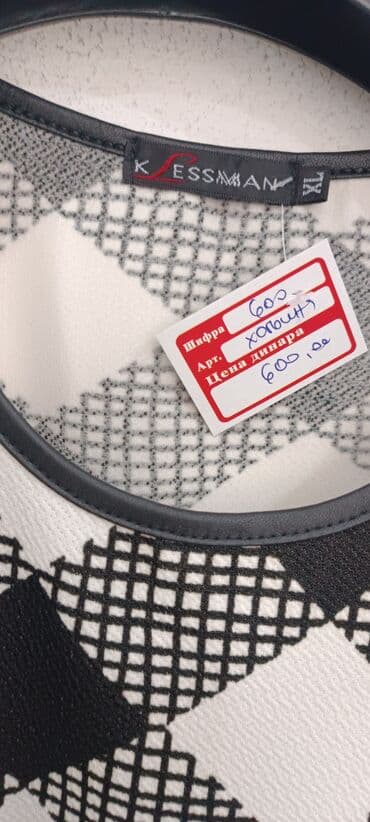 KLESSMAN XL
Шифра 600
Арт. ХАЉИНА
Цена динара
600,00